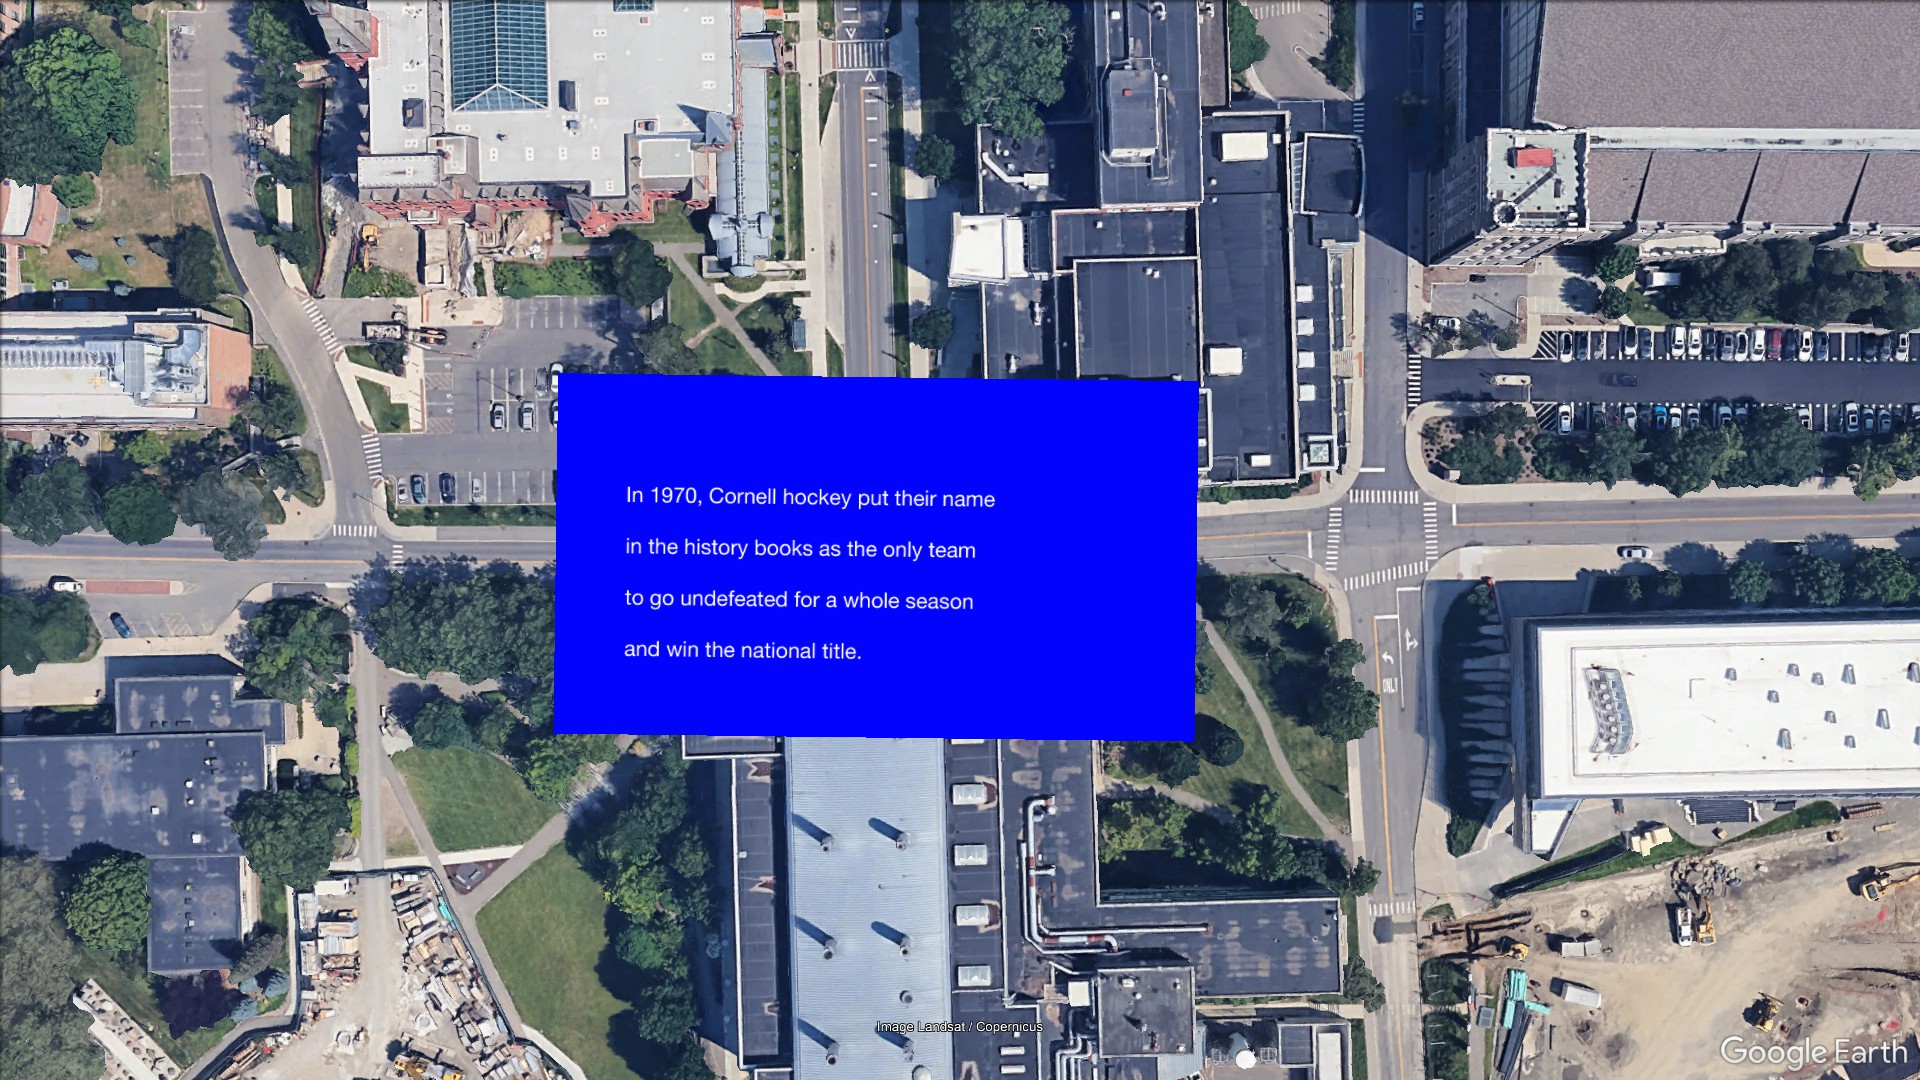 In 1970, Cornell hockey put their name
in the history books as the only team
to go undefeated for a whole season
and win the national title.
ONLY
Image Landsat / Copernicus
Google Earth